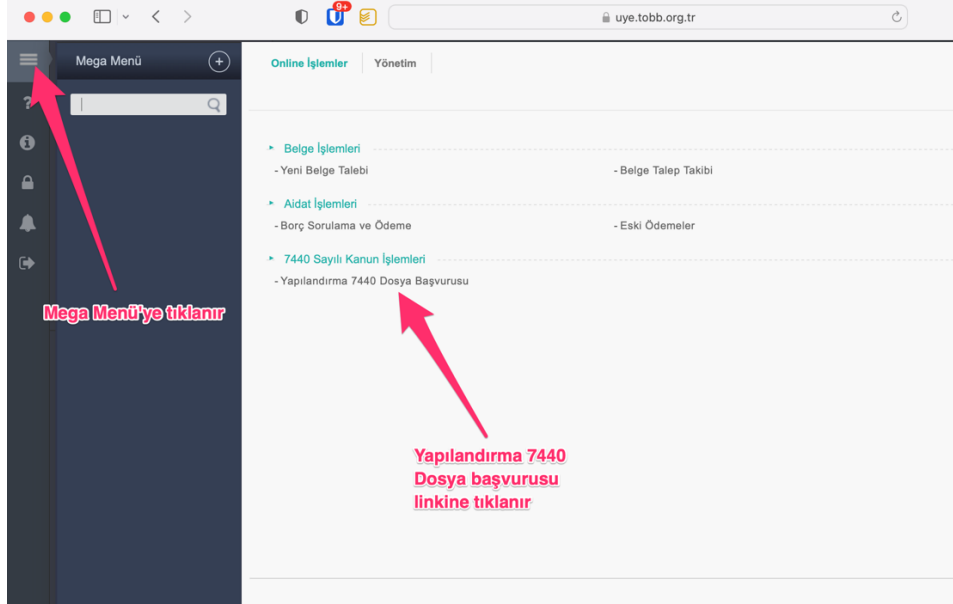 9+
uye.tobb.org.tr
Mega Menü
Online İşlemler
Yönetim
Belge İşlemleri
- Yeni Belge Talebi
- Belge Talep Takibi
Aidat İşlemleri
- Borç Sorulama ve Ödeme
- Eski Ödemeler
7440 Sayılı Kanun İşlemleri
- Yapılandırma 7440 Dosya Başvurusu
Mega Menü'ye tıklanır
Yapılandırma 7440
Dosya başvurusu
linkine tıklanır